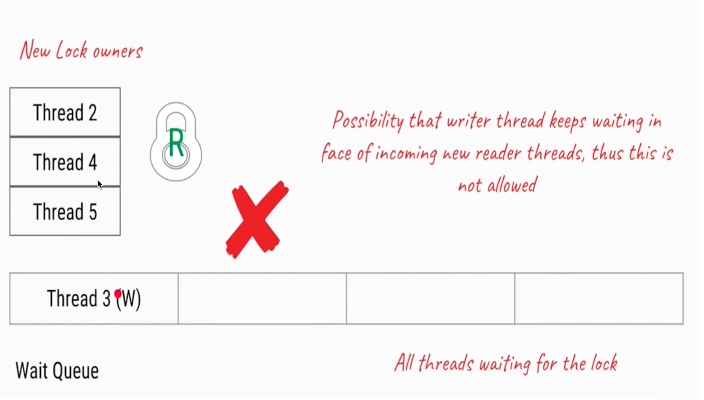 New Lock owners
Thread 2
Thread 4
Thread 5
R
Possibility that writer thread keeps waiting in
face of incoming new reader threads, thus this is
not allowed
Thread 3 (W)
Wait Queue
All threads waiting for the lock